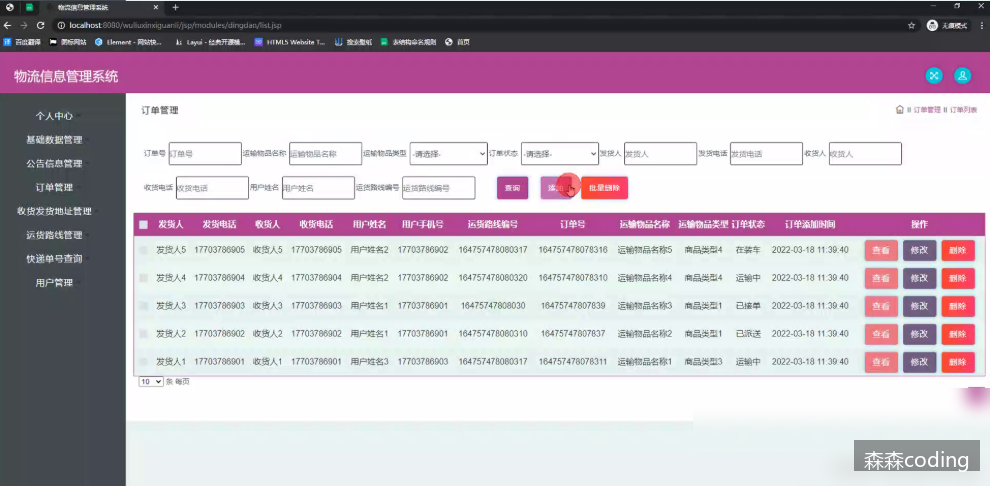 物流信息管理系统
localhost:8080/wuliuxinxiguanli/jsp/modules/dingdan/list.jsp
无痕模式
百度翻译 图标网站 Element - 网站快... Layui - 经典开源模... HTML5 Website T... 搜法壁纸 表结构命名规则 首页
物流信息管理系统
个人中心
基础数据管理
公告信息管理
订单管理
收货发货地址管理
运货路线管理
快递单号查询
用户管理
订单管理
订单管理 订单列表
订单号 订单号 运输物品名称 运输物品名称 运输物品类型 -请选择- 订单状态 -请选择- 发货人 发货人 发货电话 发货电话 收货人 收货人
收货电话 收货电话 用户姓名 用户姓名 运货路线编号 运货路线编号 查询 添加 批量删除
发货人 发货电话 收货人 收货电话 用户姓名 用户手机号 运货路线编号 订单号 运输物品名称 运输物品类型 订单状态 订单添加时间 操作
发货人5 17703786905 收货人5 17703786905 用户姓名2 17703786902 164757478080317 164757478078316 运输物品名称5 商品类型4 在装车 2022-03-18 11:39:40 查看 修改 删除
发货人4 17703786904 收货人4 17703786904 用户姓名2 17703786902 164757478080320 164757478078310 运输物品名称4 商品类型4 运输中 2022-03-18 11:39:40 查看 修改 删除
发货人3 17703786903 收货人3 17703786903 用户姓名1 17703786901 16475747808030 16475747807839 运输物品名称3 商品类型1 已接单 2022-03-18 11:39:40 查看 修改 删除
发货人2 17703786902 收货人2 17703786902 用户姓名1 17703786901 164757478080310 16475747807837 运输物品名称2 商品类型1 已派送 2022-03-18 11:39:40 查看 修改 删除
发货人1 17703786901 收货人1 17703786901 用户姓名3 17703786903 164757478080317 164757478078311 运输物品名称1 商品类型3 运输中 2022-03-18 11:39:40 查看 修改 删除
10 条 每页
森森coding